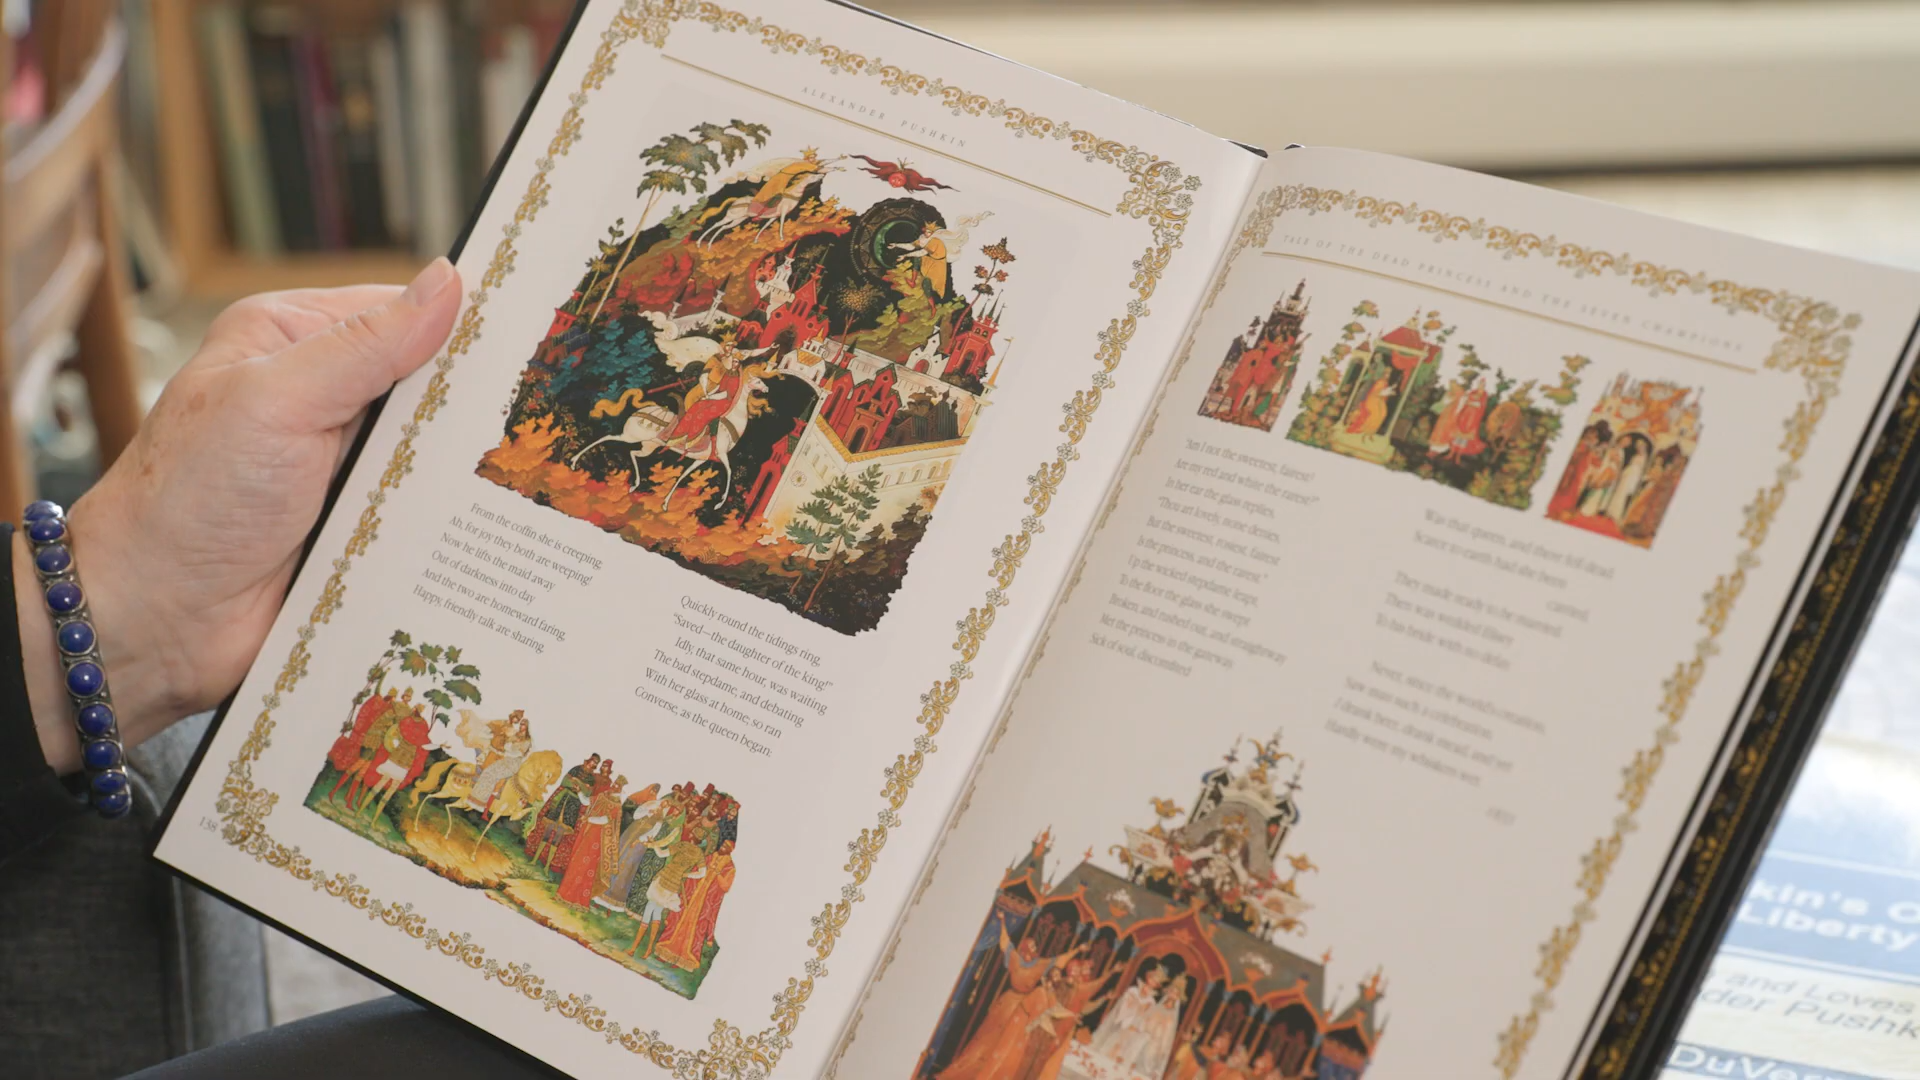 ALEXANDER PUSHKIN
From the coffin she is creeping,
Ah, for joy they both are weeping!
Now he lifts the maid away
Out of darkness into day
And the two are homeward faring,
Happy, friendly talk are sharing.
Quickly round the tidings ring,
"Saved—the daughter of the king!"
Idly, that same hour, was waiting
The bad stepdame, and debating
With her glass at home, so ran
Converse, as the queen began:
138
TALE OF THE DEAD PRINCESS AND THE SEVEN CHAMPIONS
"Am I not the sweetest, fairest?
Are my red and white the rarest?"
In her ear the glass replies,
"Thou art lovely, none denies,
But the sweetest, rosiest, fairest
Is the princess, and the rarest."
Up the wicked stepdame leaps,
To the floor the glass she sweeps
Broken, and rushed out, and straightway
Met the princess in the gateway.
Sick of soul, discomfited
Was that queen, and there fell dead.
Scarce to earth had she been
carried,
They made ready to be married
Then was wedded Elisey
To his bride with no delay.
Never, since the world's creation,
Saw man such a celebration.
I drank beer, drank mead, and yet
Hardly were my whiskers wet.
kin's O
Liberty
and Loves
der Pushk
DuVer